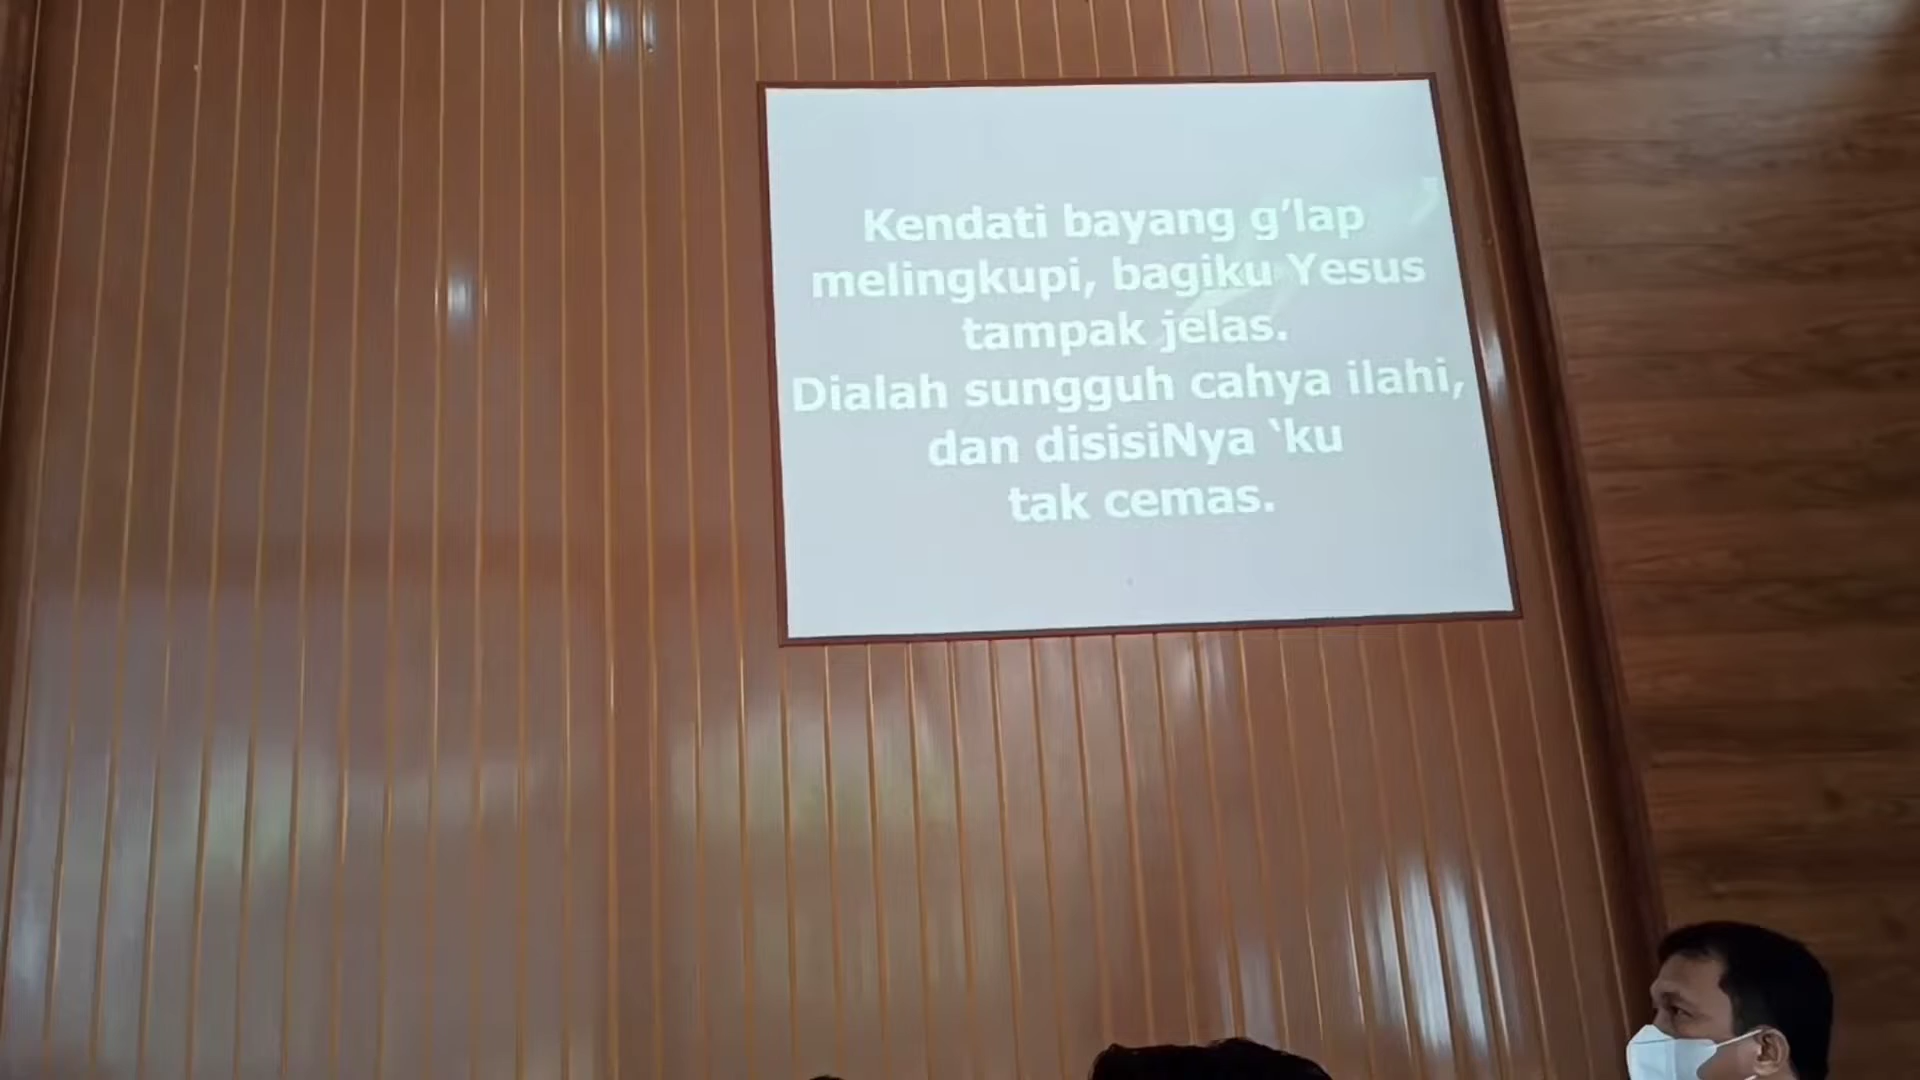 Kendati bayang g’lap
melingkupi, bagiku Yesus
tampak jelas.
Dialah sungguh cahya ilahi,
dan disisiNya ‘ku
tak cemas.